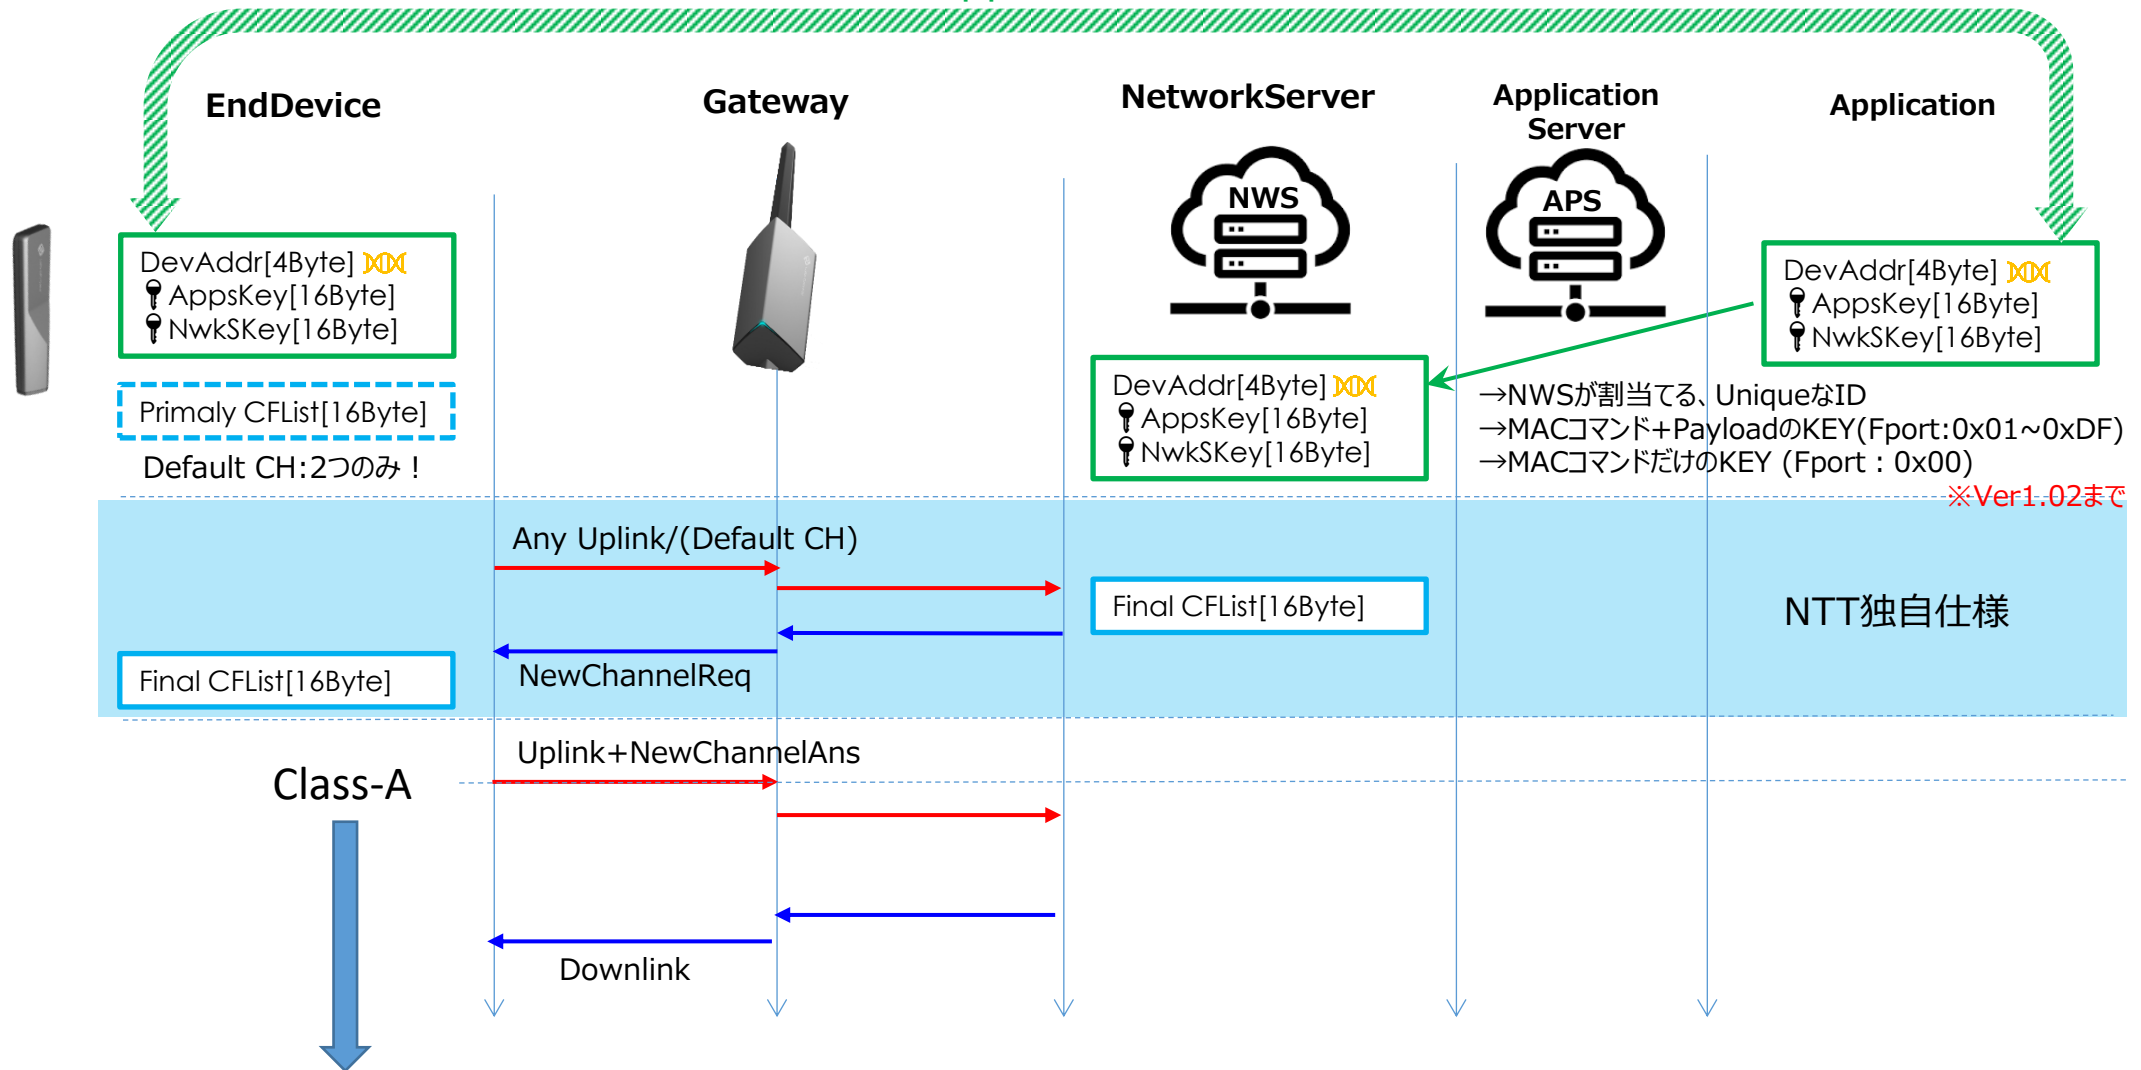 EndDevice
Gateway
NetworkServer
Application
Server
Application
NWS
APS
DevAddr[4Byte]
AppsKey[16Byte]
NwkSKey[16Byte]
DevAddr[4Byte]
AppsKey[16Byte]
NwkSKey[16Byte]
Primaly CFList[16Byte]
Default CH:2つのみ！
DevAddr[4Byte]
AppsKey[16Byte]
NwkSKey[16Byte]
→NWSが割当てる、UniqueなID
→MACコマンド+PayloadのKEY(Fport:0x01~0xDF)
→MACコマンドだけのKEY (Fport：0x00)
※Ver1.02まで
Any Uplink/(Default CH)
Final CFList[16Byte]
NTT独自仕様
NewChannelReq
Final CFList[16Byte]
Uplink+NewChannelAns
Class-A
Downlink